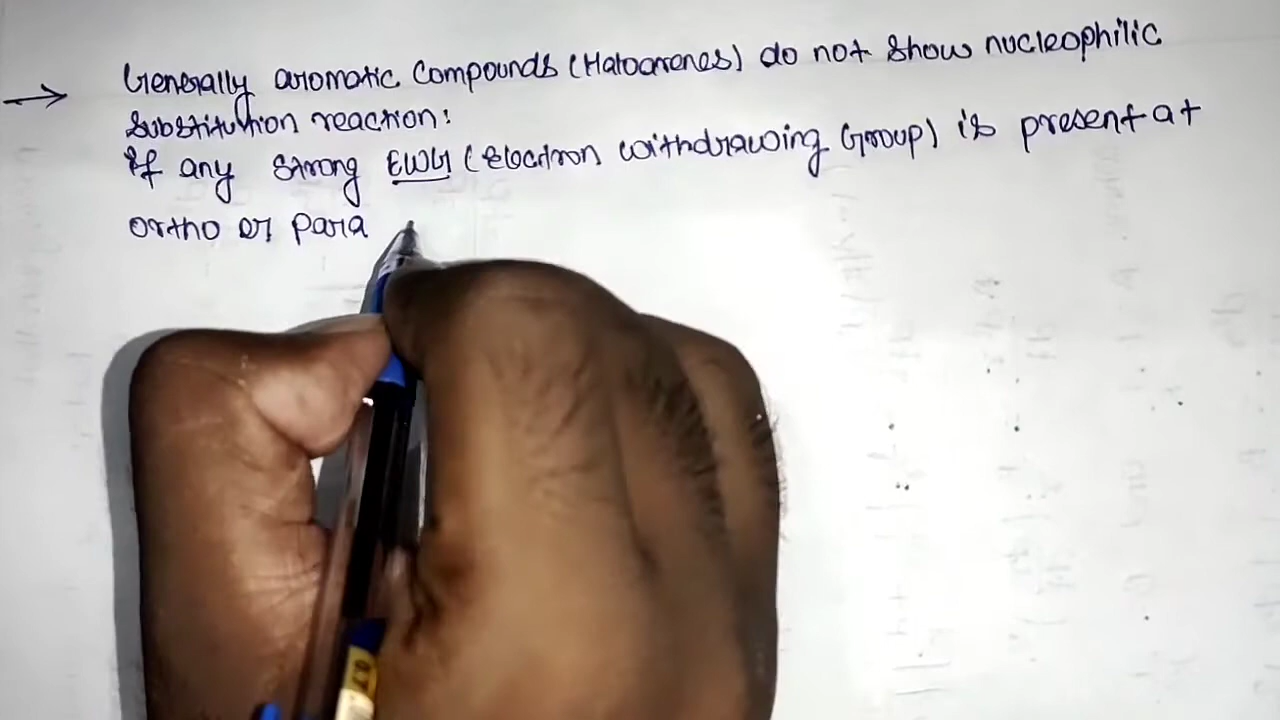 → Generally aromatic compounds (Haloarenes) do not show nucleophilic
substitution reaction:
If any strong EWG (Electron withdrawing Group) is present at
ortho or para